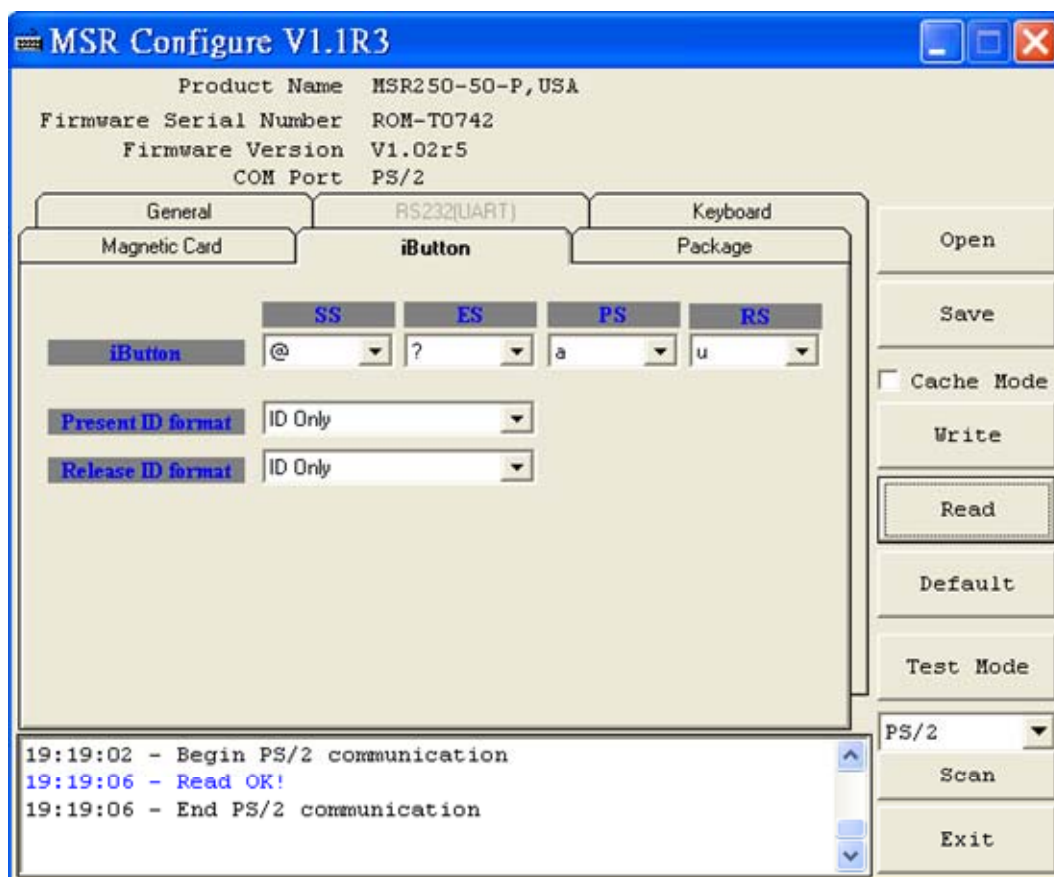 MSR Configure V1.1R3
Product Name MSR250-50-P,USA
Firmware Serial Number ROM-T0742
Firmware Version V1.02r5
COM Port PS/2
General RS232(UART) Keyboard
Magnetic Card iButton Package
SS ES PS RS
iButton @ ? a u
Present ID format ID Only
Release ID format ID Only
Open
Save
Cache Mode
Write
Read
Default
Test Mode
PS/2
Scan
Exit
19:19:02 - Begin PS/2 communication
19:19:06 - Read OK!
19:19:06 - End PS/2 communication